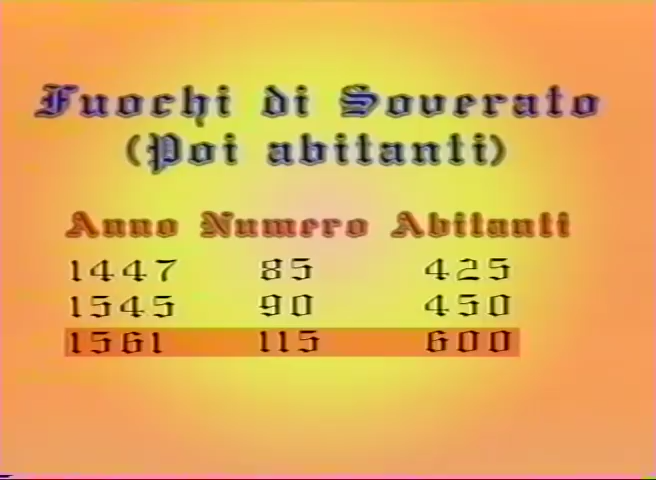 Fuochi di Soverato
(Poi abitanti)
Anno Numero Abitanti
1447 85 425
1545 90 450
1561 115 600